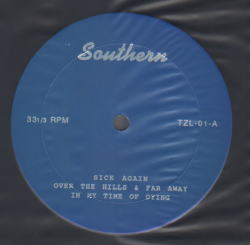 Southern
33 1/3 RPM
TZL-01-A
SICK AGAIN
OVER THE HILLS & FAR AWAY
IN MY TIME OF DYING